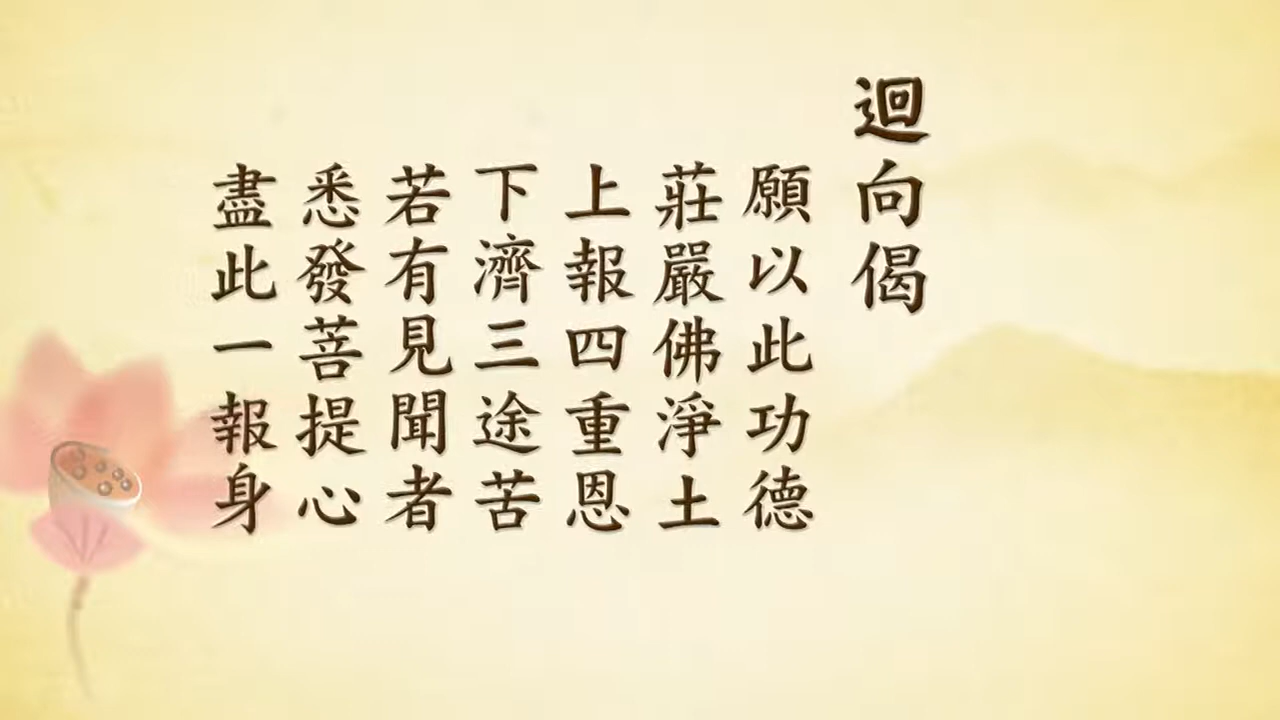 迴向偈
願以此功德
莊嚴佛淨土
上報四重恩
下濟三途苦
若有見聞者
悉發菩提心
盡此一報身